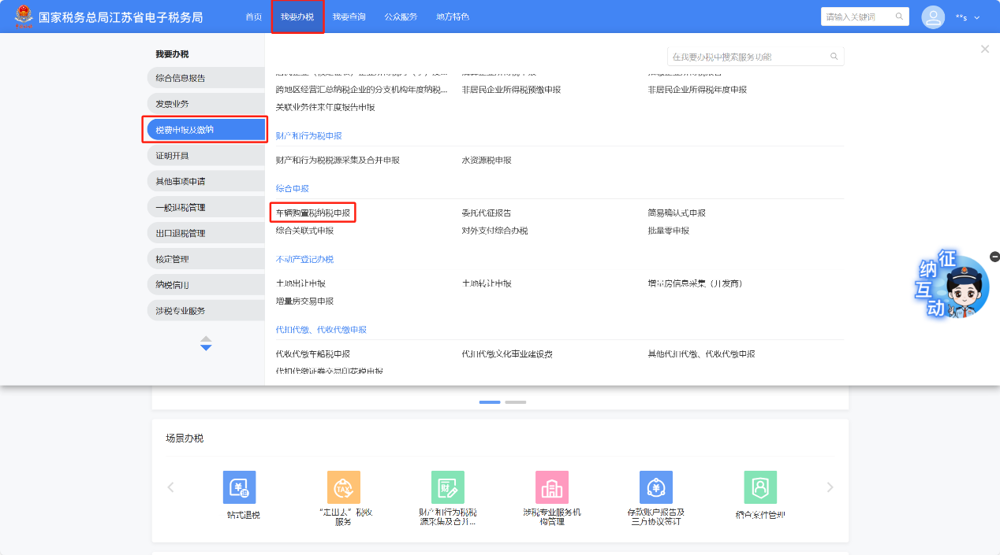 国家税务总局江苏省电子税务局
首页 我要办税 我要查询 公众服务 地方特色
请输入关键词
**s
我要办税
在我要办税中搜索服务功能
综合信息报告
发票业务
税费申报及缴纳
证明开具
其他事项申请
一般退税管理
出口退税管理
核定管理
纳税信用
涉税专业服务
跨地区经营汇总纳税企业的分支机构年度纳税... 非居民企业所得税预缴申报 非居民企业所得税年度申报
关联业务往来年度报告申报
财产和行为税申报
财产和行为税税源采集及合并申报 水资源税申报
综合申报
车辆购置税纳税申报 委托代征报告 简易确认式申报
综合关联式申报 对外支付综合办税 批量零申报
不动产登记办税
土地出让申报 土地转让申报 增量房信息采集（开发商）
增量房交易申报
代扣代缴、代收代缴申报
代收代缴车船税申报 代扣代缴文化事业建设费 其他代扣代缴、代收代缴申报
代扣代缴证券交易印花税申报
征纳互动
场景办税
一站式退税
“走出去”税收
服务
财产和行为税税
源采集及合并...
涉税专业服务机
构管理
存款账户报告及
三方协议签订
稽查案件管理